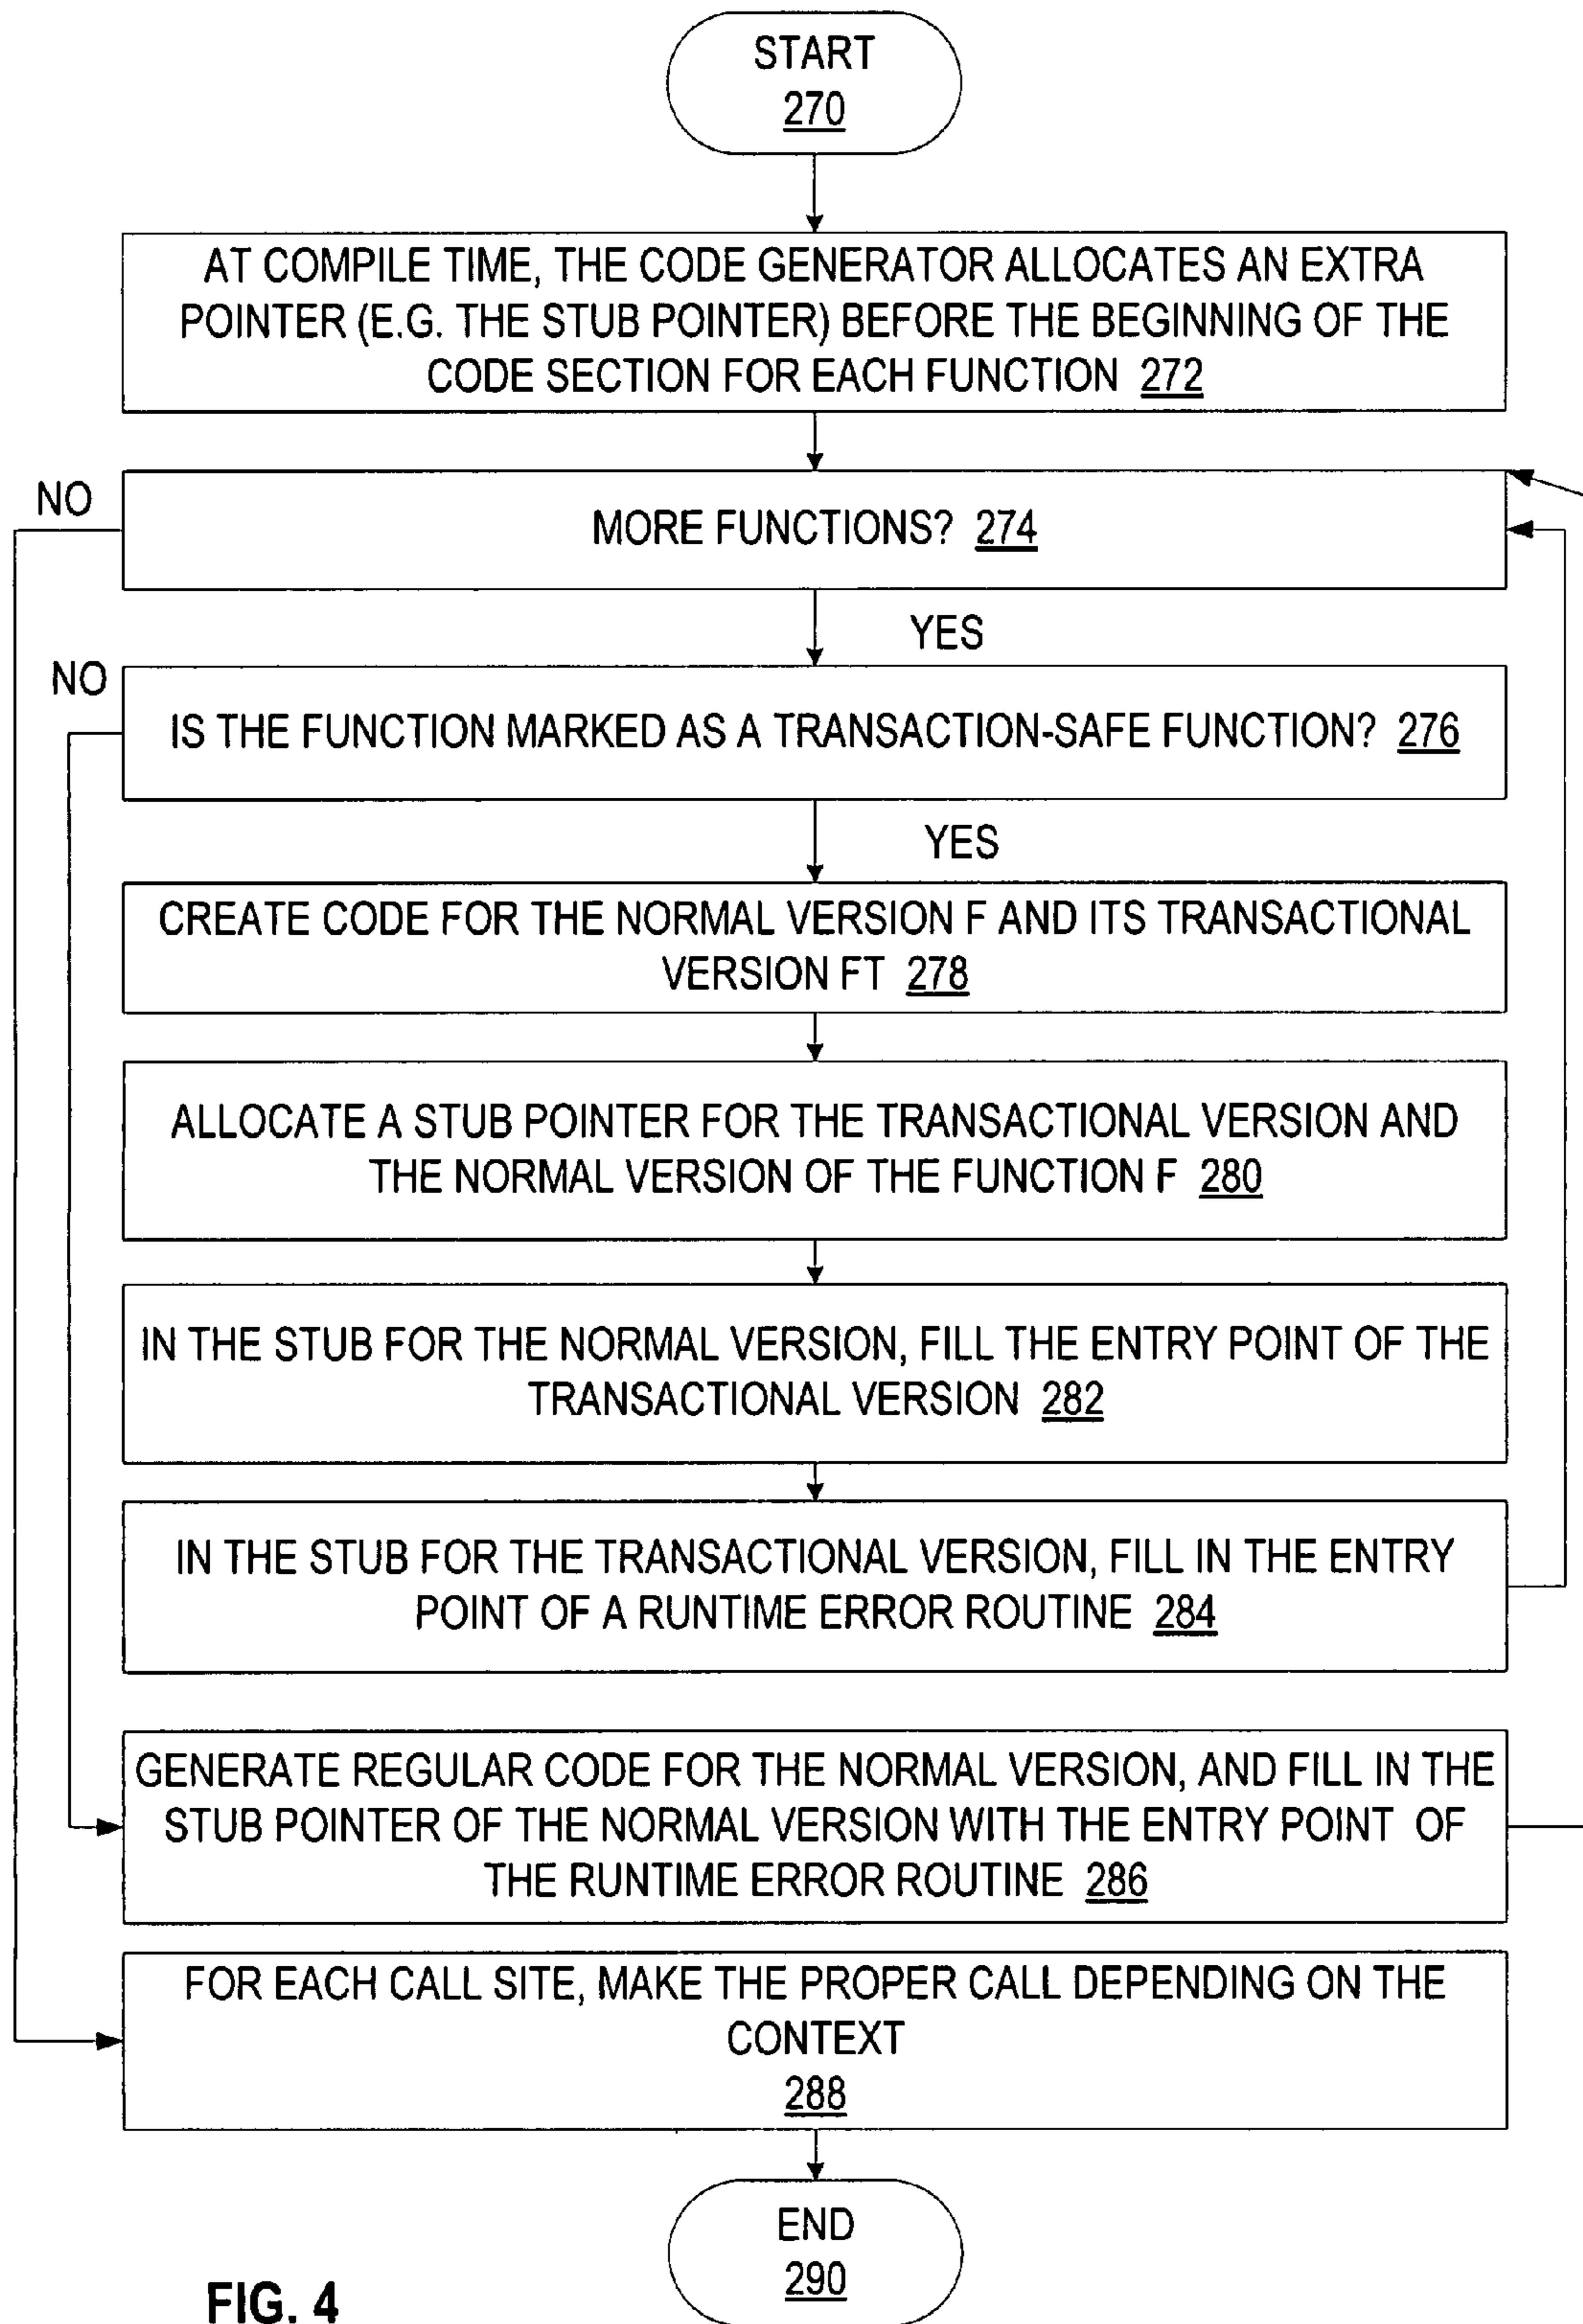 START
270
AT COMPILE TIME, THE CODE GENERATOR ALLOCATES AN EXTRA
POINTER (E.G. THE STUB POINTER) BEFORE THE BEGINNING OF THE
CODE SECTION FOR EACH FUNCTION 272
NO
MORE FUNCTIONS? 274
YES
NO
IS THE FUNCTION MARKED AS A TRANSACTION-SAFE FUNCTION? 276
YES
CREATE CODE FOR THE NORMAL VERSION F AND ITS TRANSACTIONAL
VERSION FT 278
ALLOCATE A STUB POINTER FOR THE TRANSACTIONAL VERSION AND
THE NORMAL VERSION OF THE FUNCTION F 280
IN THE STUB FOR THE NORMAL VERSION, FILL THE ENTRY POINT OF THE
TRANSACTIONAL VERSION 282
IN THE STUB FOR THE TRANSACTIONAL VERSION, FILL IN THE ENTRY
POINT OF A RUNTIME ERROR ROUTINE 284
GENERATE REGULAR CODE FOR THE NORMAL VERSION, AND FILL IN THE
STUB POINTER OF THE NORMAL VERSION WITH THE ENTRY POINT OF
THE RUNTIME ERROR ROUTINE 286
FOR EACH CALL SITE, MAKE THE PROPER CALL DEPENDING ON THE
CONTEXT
288
END
290
FIG. 4